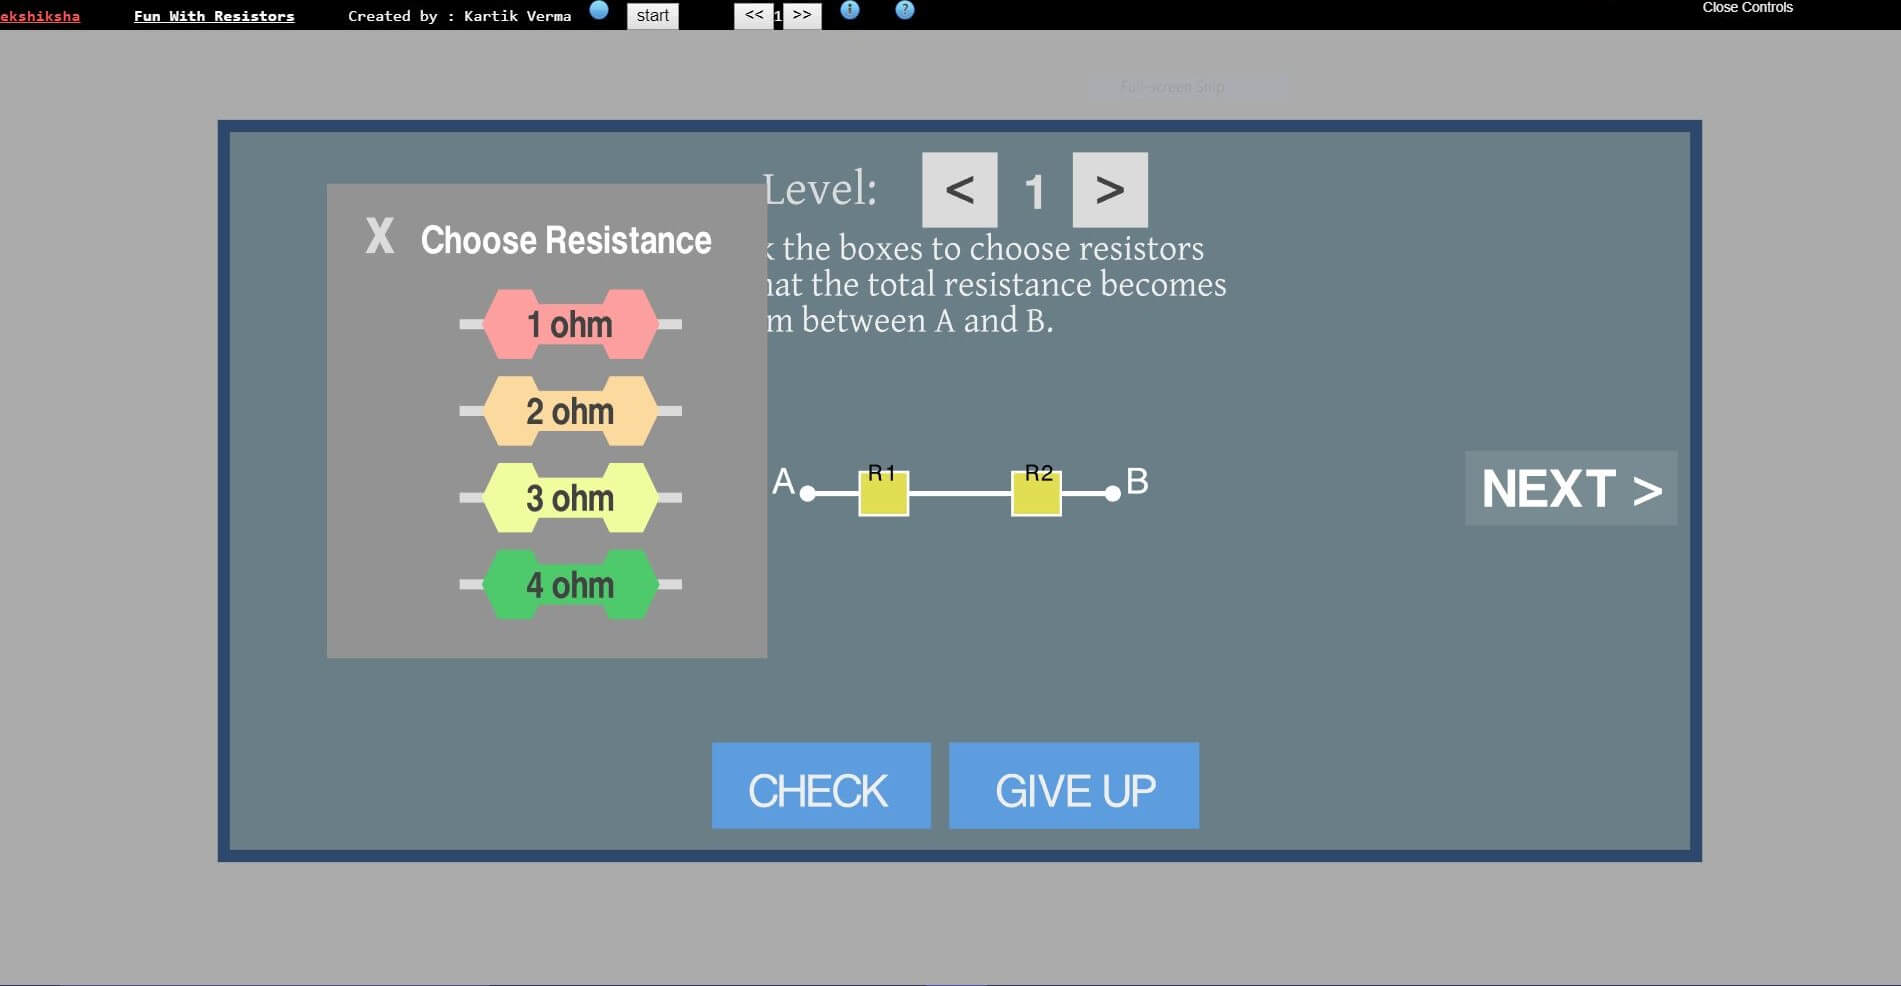 ekshiksha Fun With Resistors Created by : Kartik Verma start << 1 >> i ? Close Controls
Full-screen Snip
Level: < 1 >
X Choose Resistance
the boxes to choose resistors
the total resistance becomes
between A and B.
1 ohm
2 ohm
3 ohm
4 ohm
A R1 R2 B
NEXT >
CHECK GIVE UP